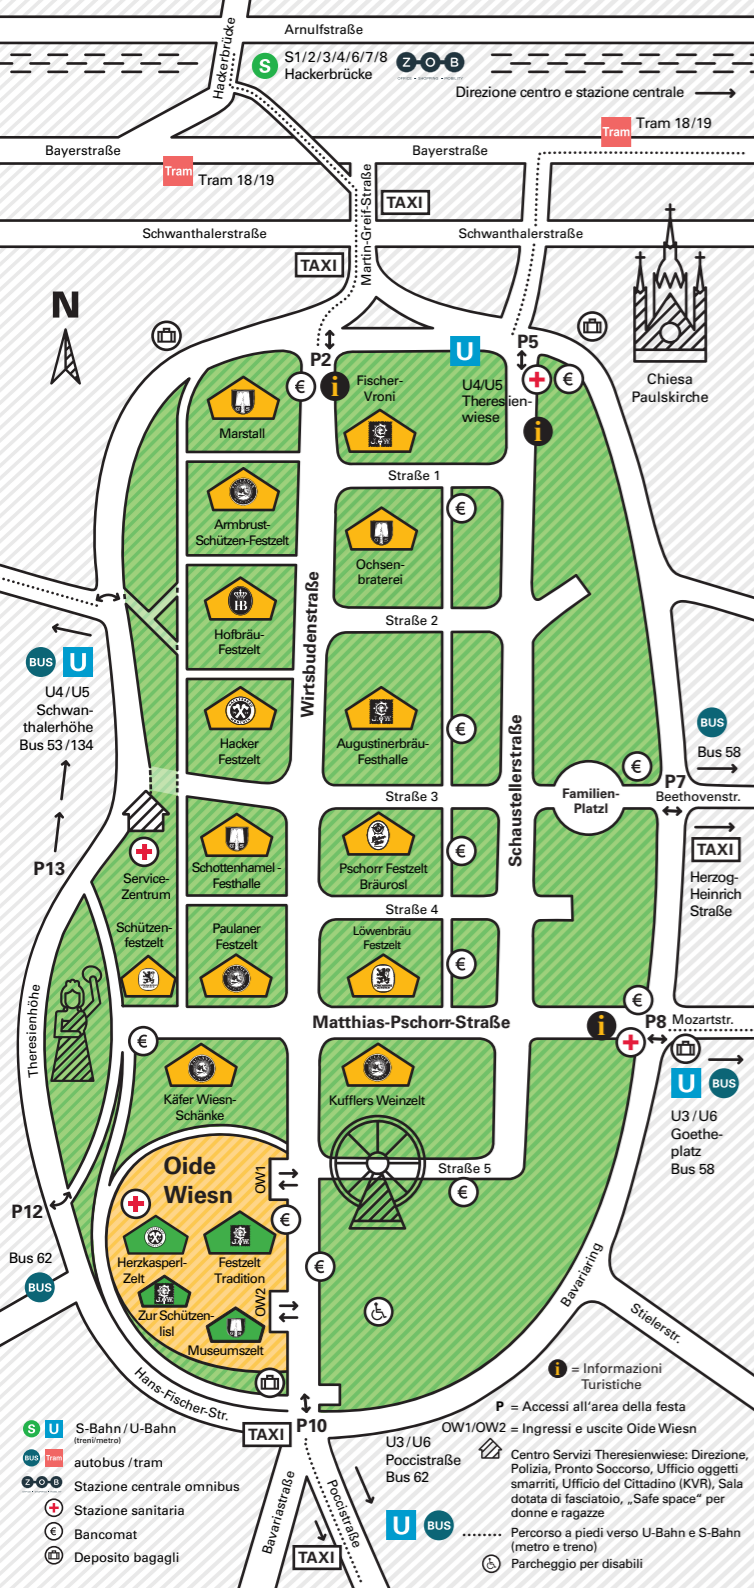 Arnulfstraße
Hackerbrücke
S
S1/2/3/4/6/7/8
Hackerbrücke
ZOB
Direzione centro e stazione centrale
Tram
Tram 18/19
Bayerstraße
Bayerstraße
Tram
Tram 18/19
Martin-Greif-Straße
TAXI
Schwanthalerstraße
Schwanthalerstraße
TAXI
N
P2
U
P5
€
i
Fischer-
Vroni
U4/U5
Theresien-
wiese
€
Chiesa
Paulskirche
Marstall
i
Straße 1
€
Armbrust-
Schützen-Festzelt
Ochsen-
braterei
HB
Hofbräu-
Festzelt
Wirtsbudenstraße
Straße 2
BUS
U
U4/U5
Schwan-
thalerhöhe
Bus 53/134
Hacker
Festzelt
Augustinerbräu-
Festhalle
€
Schaustellerstraße
BUS
Bus 58
€
P7
Beethovenstr.
Straße 3
Familien-
Platzl
TAXI
Herzog-
Heinrich
Straße
P13
Service-
Zentrum
Schottenhamel-
Festhalle
Pschorr Festzelt
Bräurosl
€
Straße 4
Schützen-
festzelt
Paulaner
Festzelt
Löwenbräu
Festzelt
€
Theresienhöhe
€
Matthias-Pschorr-Straße
i
P8
Mozartstr.
€
U
BUS
U3/U6
Goethe-
platz
Bus 58
Käfer Wiesn-
Schänke
Kufflers Weinzelt
Oide
Wiesn
OW1
Straße 5
€
P12
€
Bus 62
BUS
Herzkasperl-
Zelt
Festzelt
Tradition
€
Zur Schützen-
lisl
OW2
Museumszelt
Bavariaring
Stielerstr.
Hans-Fischer-Str.
TAXI
P10
Bavariastraße
Poccistraße
TAXI
U3/U6
Poccistraße
Bus 62
U
BUS
S U S-Bahn/U-Bahn
(treni/metro)
BUS Tram autobus/tram
ZOB Stazione centrale omnibus
Stazione sanitaria
€ Bancomat
Deposito bagagli
i = Informazioni
Turistiche
P = Accessi all'area della festa
OW1/OW2 = Ingressi e uscite Oide Wiesn
Centro Servizi Theresienwiese: Direzione,
Polizia, Pronto Soccorso, Ufficio oggetti
smarriti, Ufficio del Cittadino (KVR), Sala
dotata di fasciatoio, „Safe space“ per
donne e ragazze
Percorso a piedi verso U-Bahn e S-Bahn
(metro e treno)
Parcheggio per disabili